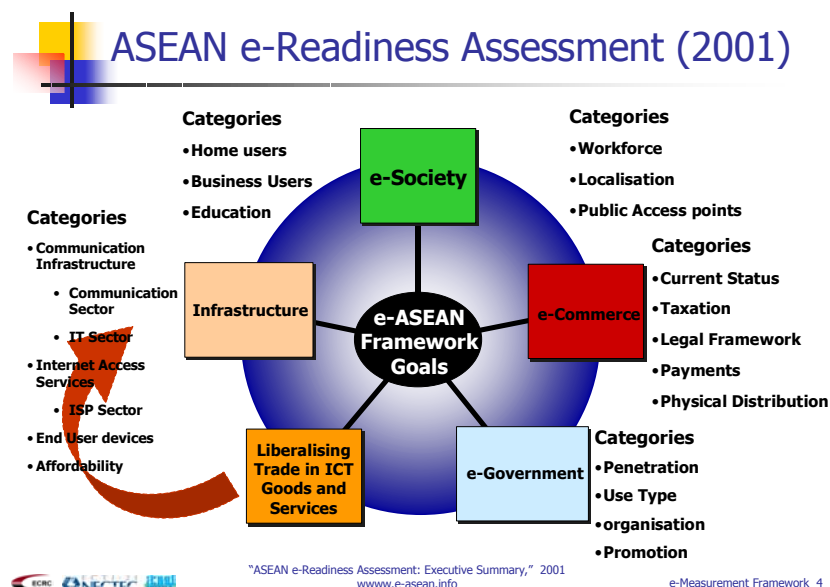 ASEAN e-Readiness Assessment (2001)
Categories
•Home users
•Business Users
•Education
e-Society
Categories
•Workforce
•Localisation
•Public Access points
Categories
•Communication
Infrastructure
•Communication
Sector
•IT Sector
•Internet Access
Services
•ISP Sector
•End User devices
•Affordability
Infrastructure
e-ASEAN
Framework
Goals
e-Commerce
Categories
•Current Status
•Taxation
•Legal Framework
•Payments
•Physical Distribution
Liberalising
Trade in ICT
Goods and
Services
e-Government
Categories
•Penetration
•Use Type
•organisation
•Promotion
ECRC
NECTEC
"ASEAN e-Readiness Assessment: Executive Summary," 2001
wwww.e-asean.info
e-Measurement Framework 4